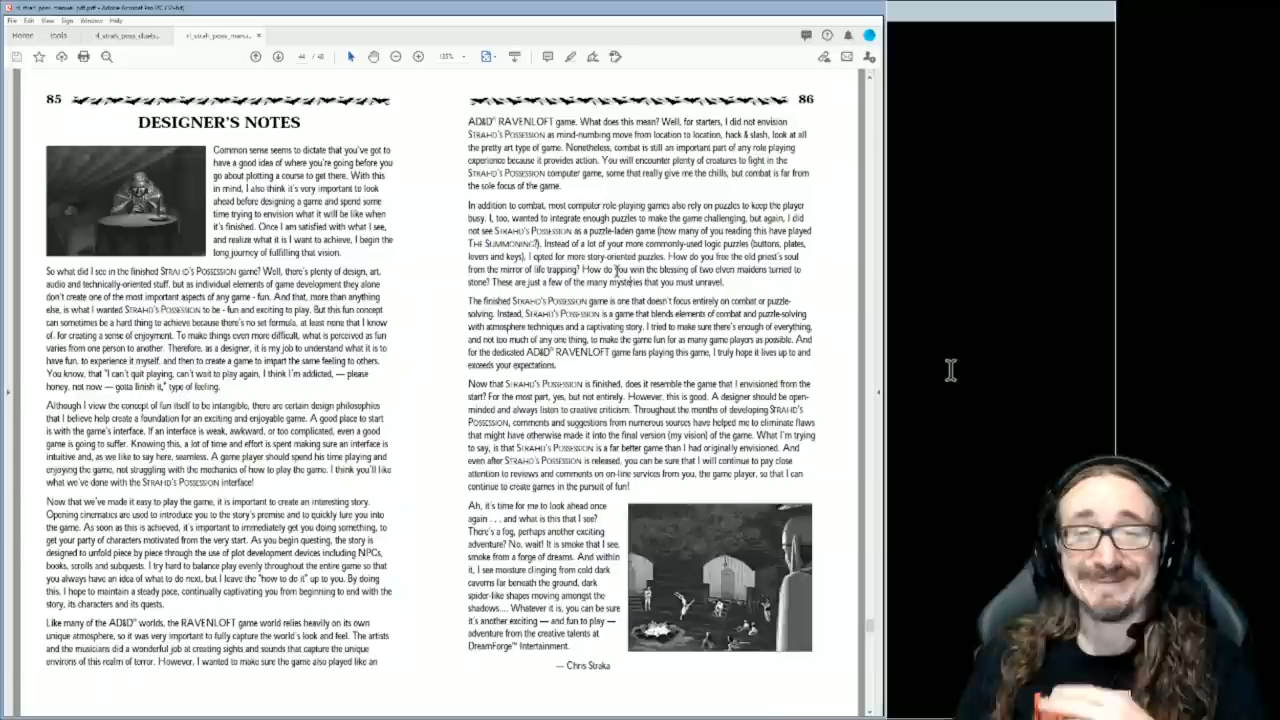 rl_strah_poss_manual.pdf.pdf - Adobe Acrobat Pro DC (32-bit)
File Edit View Sign Window Help
Home Tools rl_strah_poss_duels... rl_strah_poss_manu... ×
44 / 48 135%
85
DESIGNER'S NOTES
Common sense seems to dictate that you've got to
have a good idea of where you're going before you
go about plotting a course to get there. With this
in mind, I also think it's very important to look
ahead before designing a game and spend some
time trying to envision what it will be like when
it's finished. Once I am satisfied with what I see,
and realize what it is I want to achieve, I begin the
long journey of fulfilling that vision.
So what did I see in the finished STRAHD'S POSSESSION game? Well, there's plenty of design, art,
audio and technically-oriented stuff, but as individual elements of game development they alone
don't create one of the most important aspects of any game - fun. And that, more than anything
else, is what I wanted STRAHD'S POSSESSION to be - fun and exciting to play. But this fun concept
can sometimes be a hard thing to achieve because there's no set formula, at least none that I know
of, for creating a sense of enjoyment. To make things even more difficult, what is perceived as fun
varies from one person to another. Therefore, as a designer, it is my job to understand what it is to
have fun, to experience it myself, and then to create a game to impart the same feeling to others.
You know, that "I can't quit playing, can't wait to play again, I think I'm addicted, — please
honey, not now — gotta finish it," type of feeling.
Although I view the concept of fun itself to be intangible, there are certain design philosophies
that I believe help create a foundation for an exciting and enjoyable game. A good place to start
is with the game's interface. If an interface is weak, awkward, or too complicated, even a good
game is going to suffer. Knowing this, a lot of time and effort is spent making sure an interface is
intuitive and, as we like to say here, seamless. A game player should spend his time playing and
enjoying the game, not struggling with the mechanics of how to play the game. I think you'll like
what we've done with the STRAHD'S POSSESSION interface!
Now that we've made it easy to play the game, it is important to create an interesting story.
Opening cinematics are used to introduce you to the story's premise and to quickly lure you into
the game. As soon as this is achieved, it's important to immediately get you doing something, to
get your party of characters motivated from the very start. As you begin questing, the story is
designed to unfold piece by piece through the use of plot development devices including NPCs,
books, scrolls and subquests. I try hard to balance play evenly throughout the entire game so that
you always have an idea of what to do next, but I leave the "how to do it" up to you. By doing
this, I hope to maintain a steady pace, continually captivating you from beginning to end with the
story, its characters and its quests.
Like many of the AD&D® worlds, the RAVENLOFT game world relies heavily on its own
unique atmosphere, so it was very important to fully capture the world's look and feel. The artists
and the musicians did a wonderful job at creating sights and sounds that capture the unique
environs of this realm of terror. However, I wanted to make sure the game also played like an
86
AD&D® RAVENLOFT game. What does this mean? Well, for starters, I did not envision
STRAHD'S POSSESSION as mind-numbing move from location to location, hack & slash, look at all
the pretty art type of game. Nonetheless, combat is still an important part of any role playing
experience because it provides action. You will encounter plenty of creatures to fight in the
STRAHD'S POSSESSION computer game, some that really give me the chills, but combat is far from
the sole focus of the game.
In addition to combat, most computer role-playing games also rely on puzzles to keep the player
busy. I, too, wanted to integrate enough puzzles to make the game challenging, but again, I did
not see STRAHD'S POSSESSION as a puzzle-laden game (how many of you reading this have played
THE SUMMONING?). Instead of a lot of your more commonly-used logic puzzles (buttons, plates,
levers and keys), I opted for more story-oriented puzzles. How do you free the old priest's soul
from the mirror of life trapping? How do you win the blessing of two elven maidens turned to
stone? These are just a few of the many mysteries that you must unravel.
The finished STRAHD'S POSSESSION game is one that doesn't focus entirely on combat or puzzle-
solving. Instead, STRAHD'S POSSESSION is a game that blends elements of combat and puzzle-solving
with atmosphere techniques and a captivating story. I tried to make sure there's enough of everything,
and not too much of any one thing, to make the game fun for as many game players as possible. And
for the dedicated AD&D® RAVENLOFT game fans playing this game, I truly hope it lives up to and
exceeds your expectations.
Now that STRAHD'S POSSESSION is finished, does it resemble the game that I envisioned from the
start? For the most part, yes, but not entirely. However, this is good. A designer should be open-
minded and always listen to creative criticism. Throughout the months of developing STRAHD'S
POSSESSION, comments and suggestions from numerous sources have helped me to eliminate flaws
that might have otherwise made it into the final version (my vision) of the game. What I'm trying
to say, is that STRAHD'S POSSESSION is a far better game than I had originally envisioned. And
even after STRAHD'S POSSESSION is released, you can be sure that I will continue to pay close
attention to reviews and comments on on-line services from you, the game player, so that I can
continue to create games in the pursuit of fun!
Ah, it's time for me to look ahead once
again . . . and what is this that I see?
There's a fog, perhaps another exciting
adventure? No, wait! It is smoke that I see,
smoke from a forge of dreams. And within
it, I see moisture clinging from cold dark
caverns far beneath the ground, dark
spider-like shapes moving amongst the
shadows.... Whatever it is, you can be sure
it's another exciting — and fun to play —
adventure from the creative talents at
DreamForge™ Intertainment.
— Chris Straka